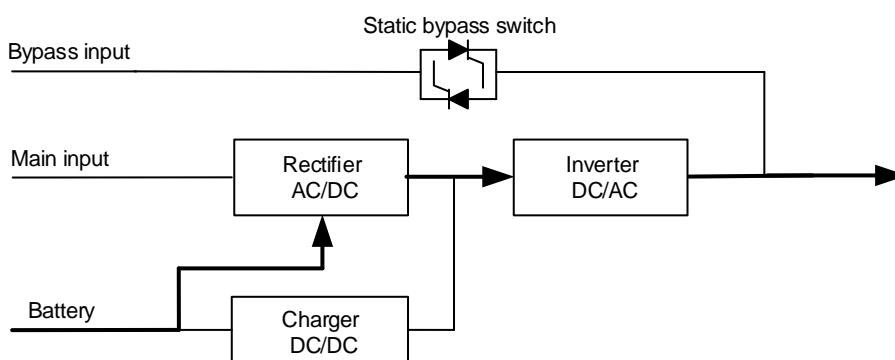 Static bypass switch
Bypass input
Main input
Rectifier
AC/DC
Inverter
DC/AC
Battery
Charger
DC/DC